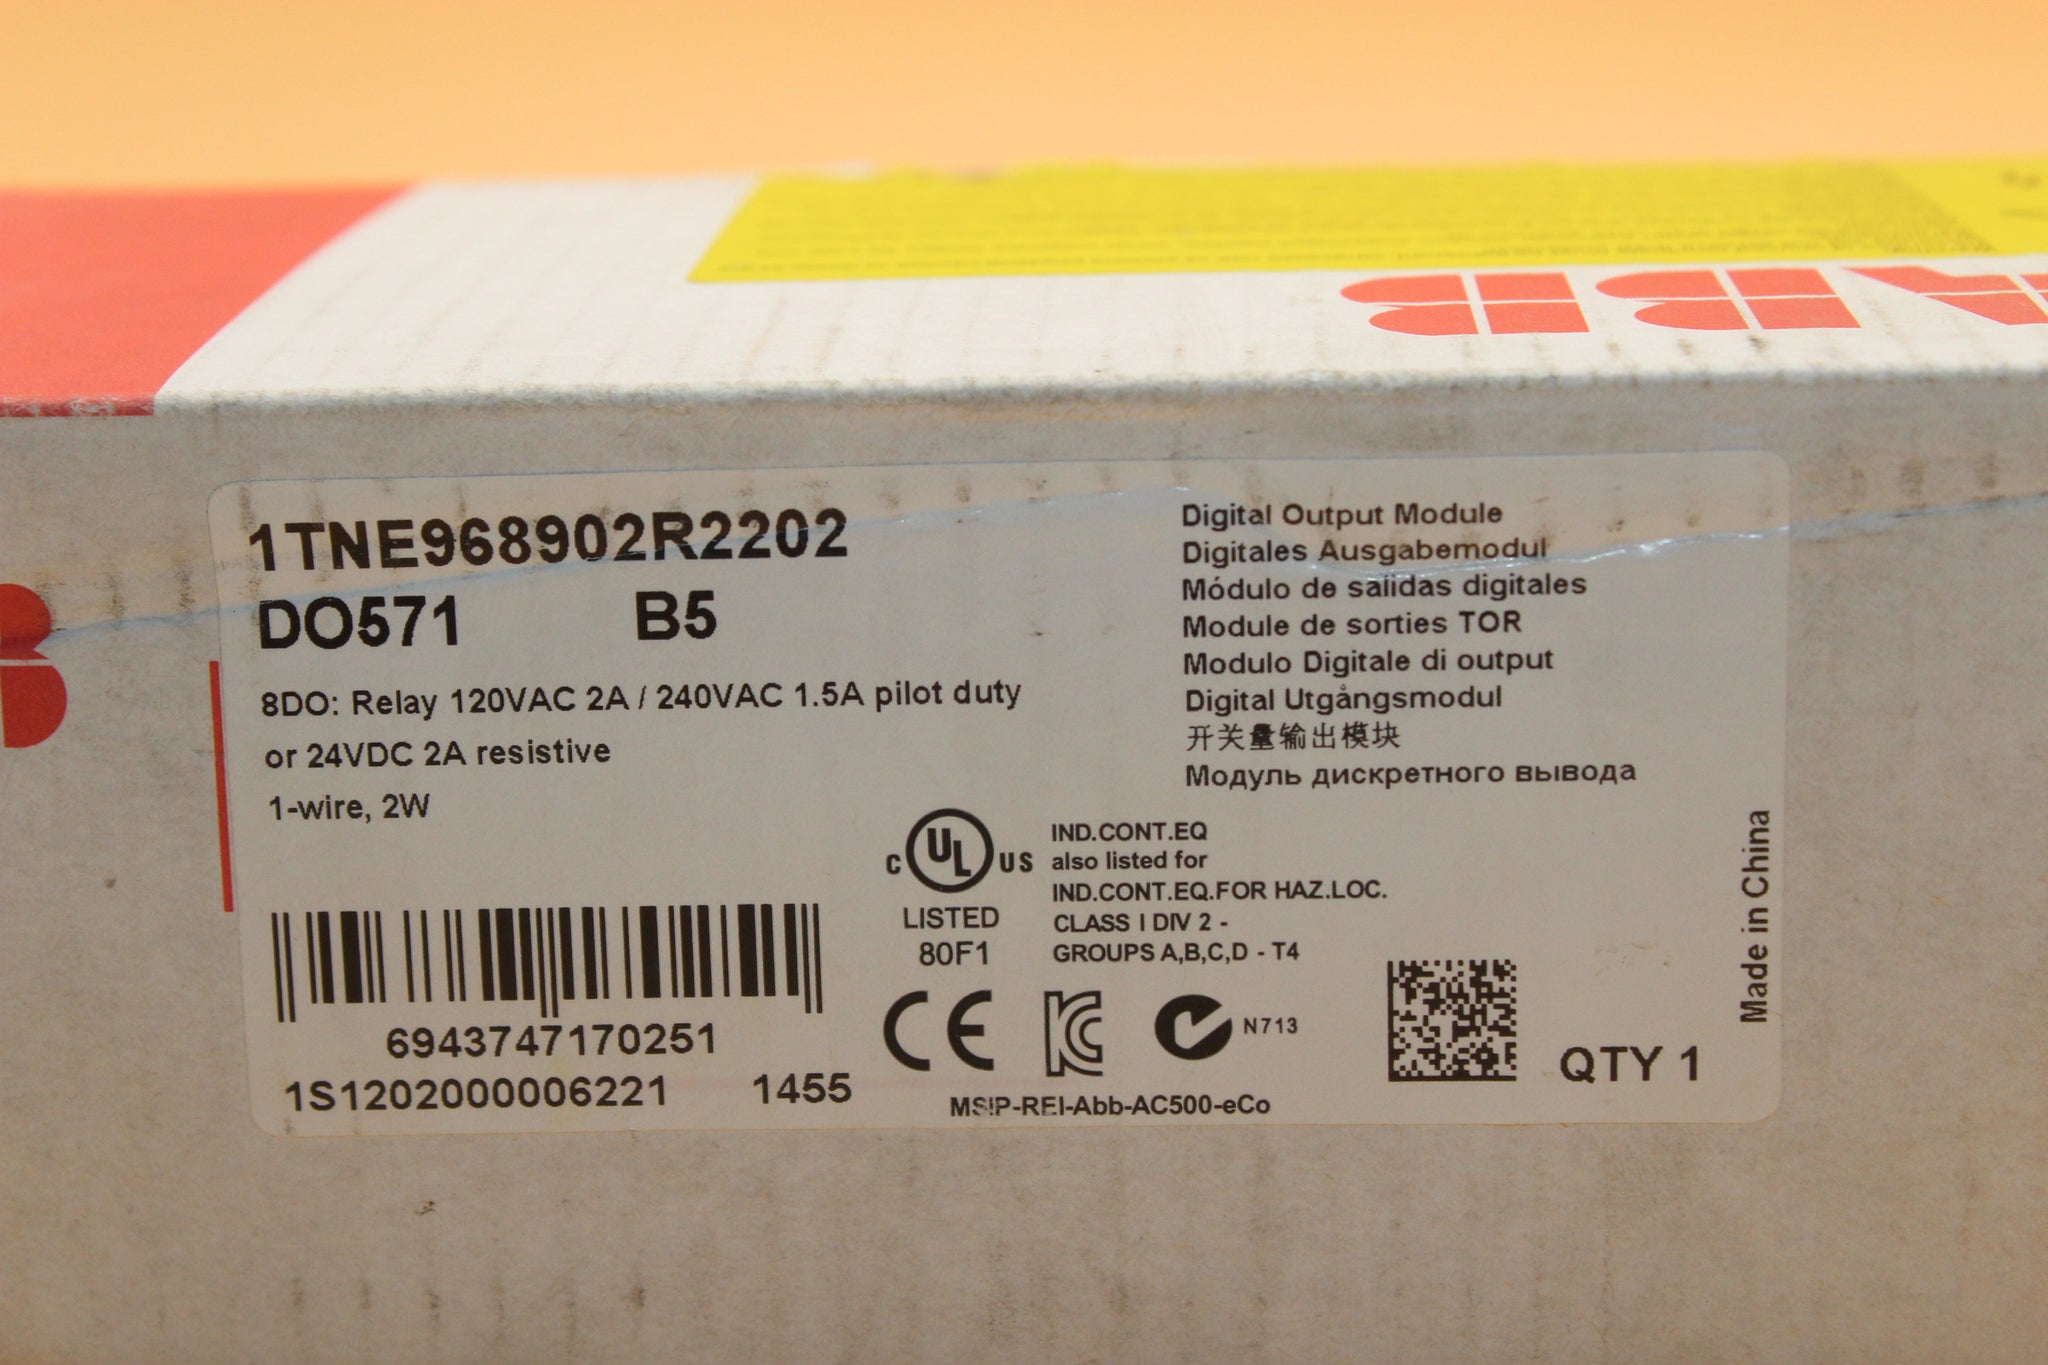 ABB
1TNE968902R2202
DO571 B5
8DO: Relay 120VAC 2A / 240VAC 1.5A pilot duty
or 24VDC 2A resistive
1-wire, 2W
Digital Output Module
Digitales Ausgabemodul
Módulo de salidas digitales
Module de sorties TOR
Modulo Digitale di output
Digital Utgångsmodul
开关量输出模块
Модуль дискретного вывода
C UL US
LISTED
80F1
IND.CONT.EQ
also listed for
IND.CONT.EQ.FOR HAZ.LOC.
CLASS I DIV 2 -
GROUPS A,B,C,D - T4
6943747170251
1S1202000006221 1455
CE
KC
N713
MSIP-REI-Abb-AC500-eCo
QTY 1
Made in China